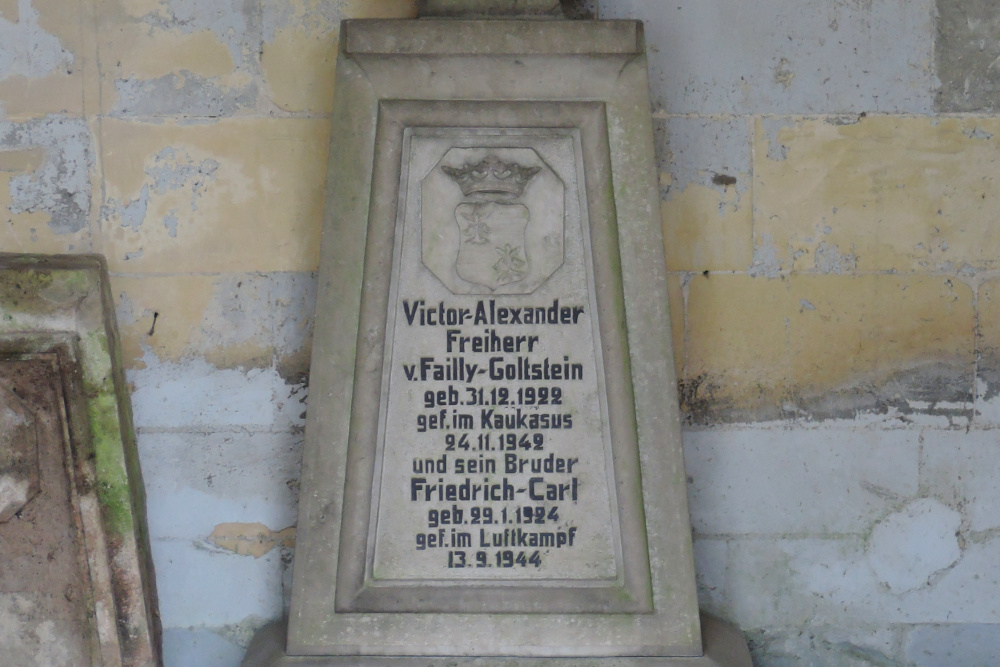 Victor-Alexander
Freiherr
v. Failly-Goltstein
geb. 31.12.1922
gef. im Kaukasus
24.11.1942
und sein Bruder
Friedrich-Carl
geb. 29.1.1924
gef. im Luftkampf
13.9.1944